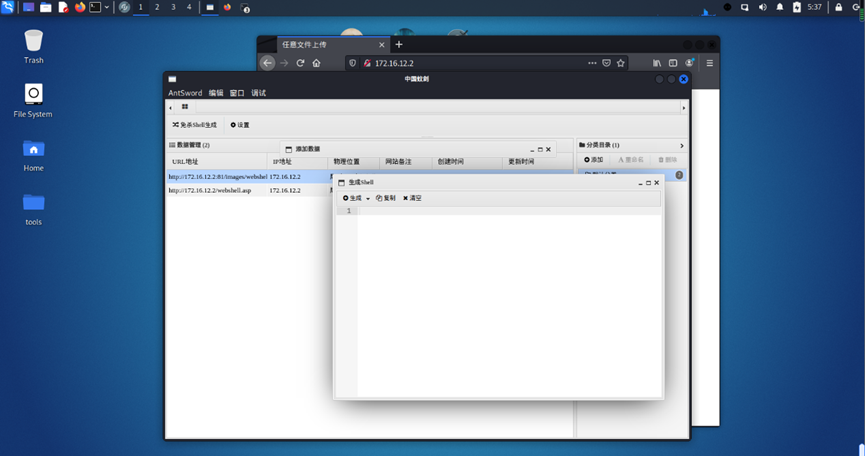 1 2 3 4 5:37
Trash
File System
Home
tools
任意文件上传
172.16.12.2
中国蚁剑
AntSword 编辑 窗口 调试
免杀Shell生成 设置
数据管理 (2)
添加数据
分类目录 (1)
添加 重命名 删除
URL地址 IP地址 物理位置 网站备注 创建时间 更新时间
http://172.16.12.2:81/images/webshel 172.16.12.2
http://172.16.12.2/webshell.asp 172.16.12.2
生成Shell
生成 复制 清空
1